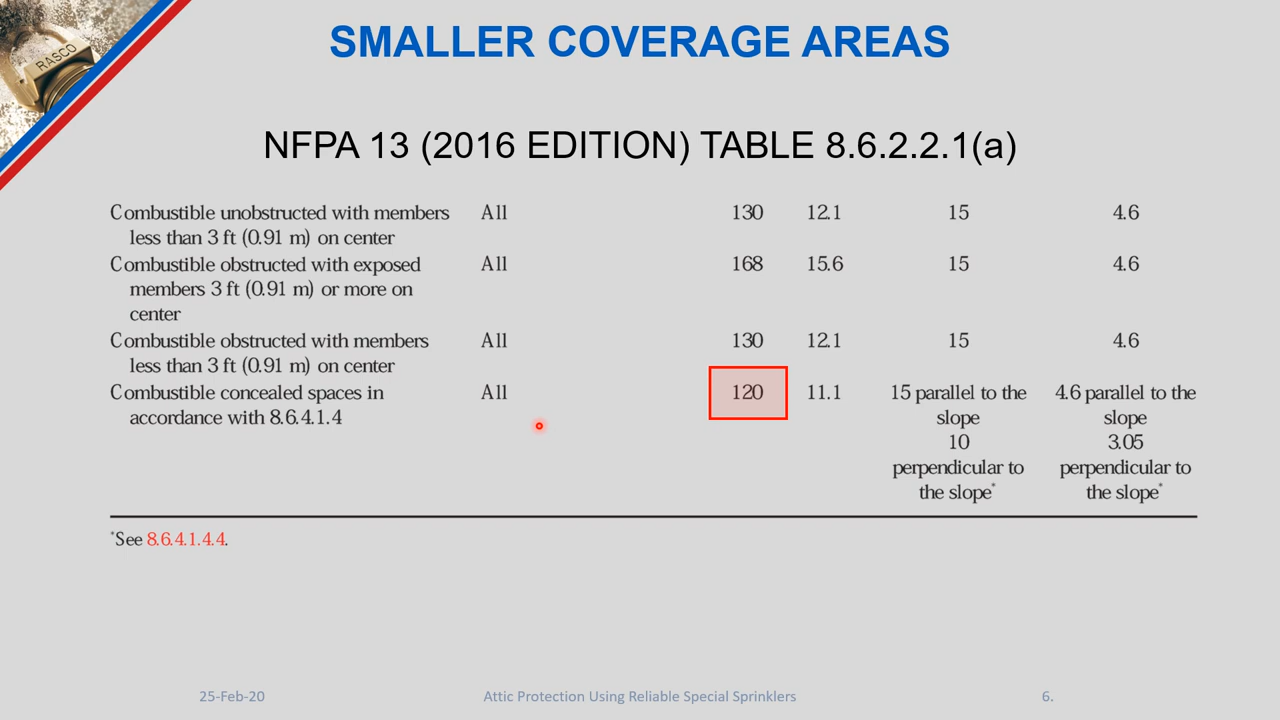 RASCO
SMALLER COVERAGE AREAS
NFPA 13 (2016 EDITION) TABLE 8.6.2.2.1(a)
Combustible unobstructed with members All 130 12.1 15 4.6
less than 3 ft (0.91 m) on center
Combustible obstructed with exposed All 168 15.6 15 4.6
members 3 ft (0.91 m) or more on
center
Combustible obstructed with members All 130 12.1 15 4.6
less than 3 ft (0.91 m) on center
Combustible concealed spaces in All 120 11.1 15 parallel to the 4.6 parallel to the
accordance with 8.6.4.1.4 slope slope
10 3.05
perpendicular to perpendicular to
the slope* the slope*
*See 8.6.4.1.4.4.
25-Feb-20 Attic Protection Using Reliable Special Sprinklers 6.